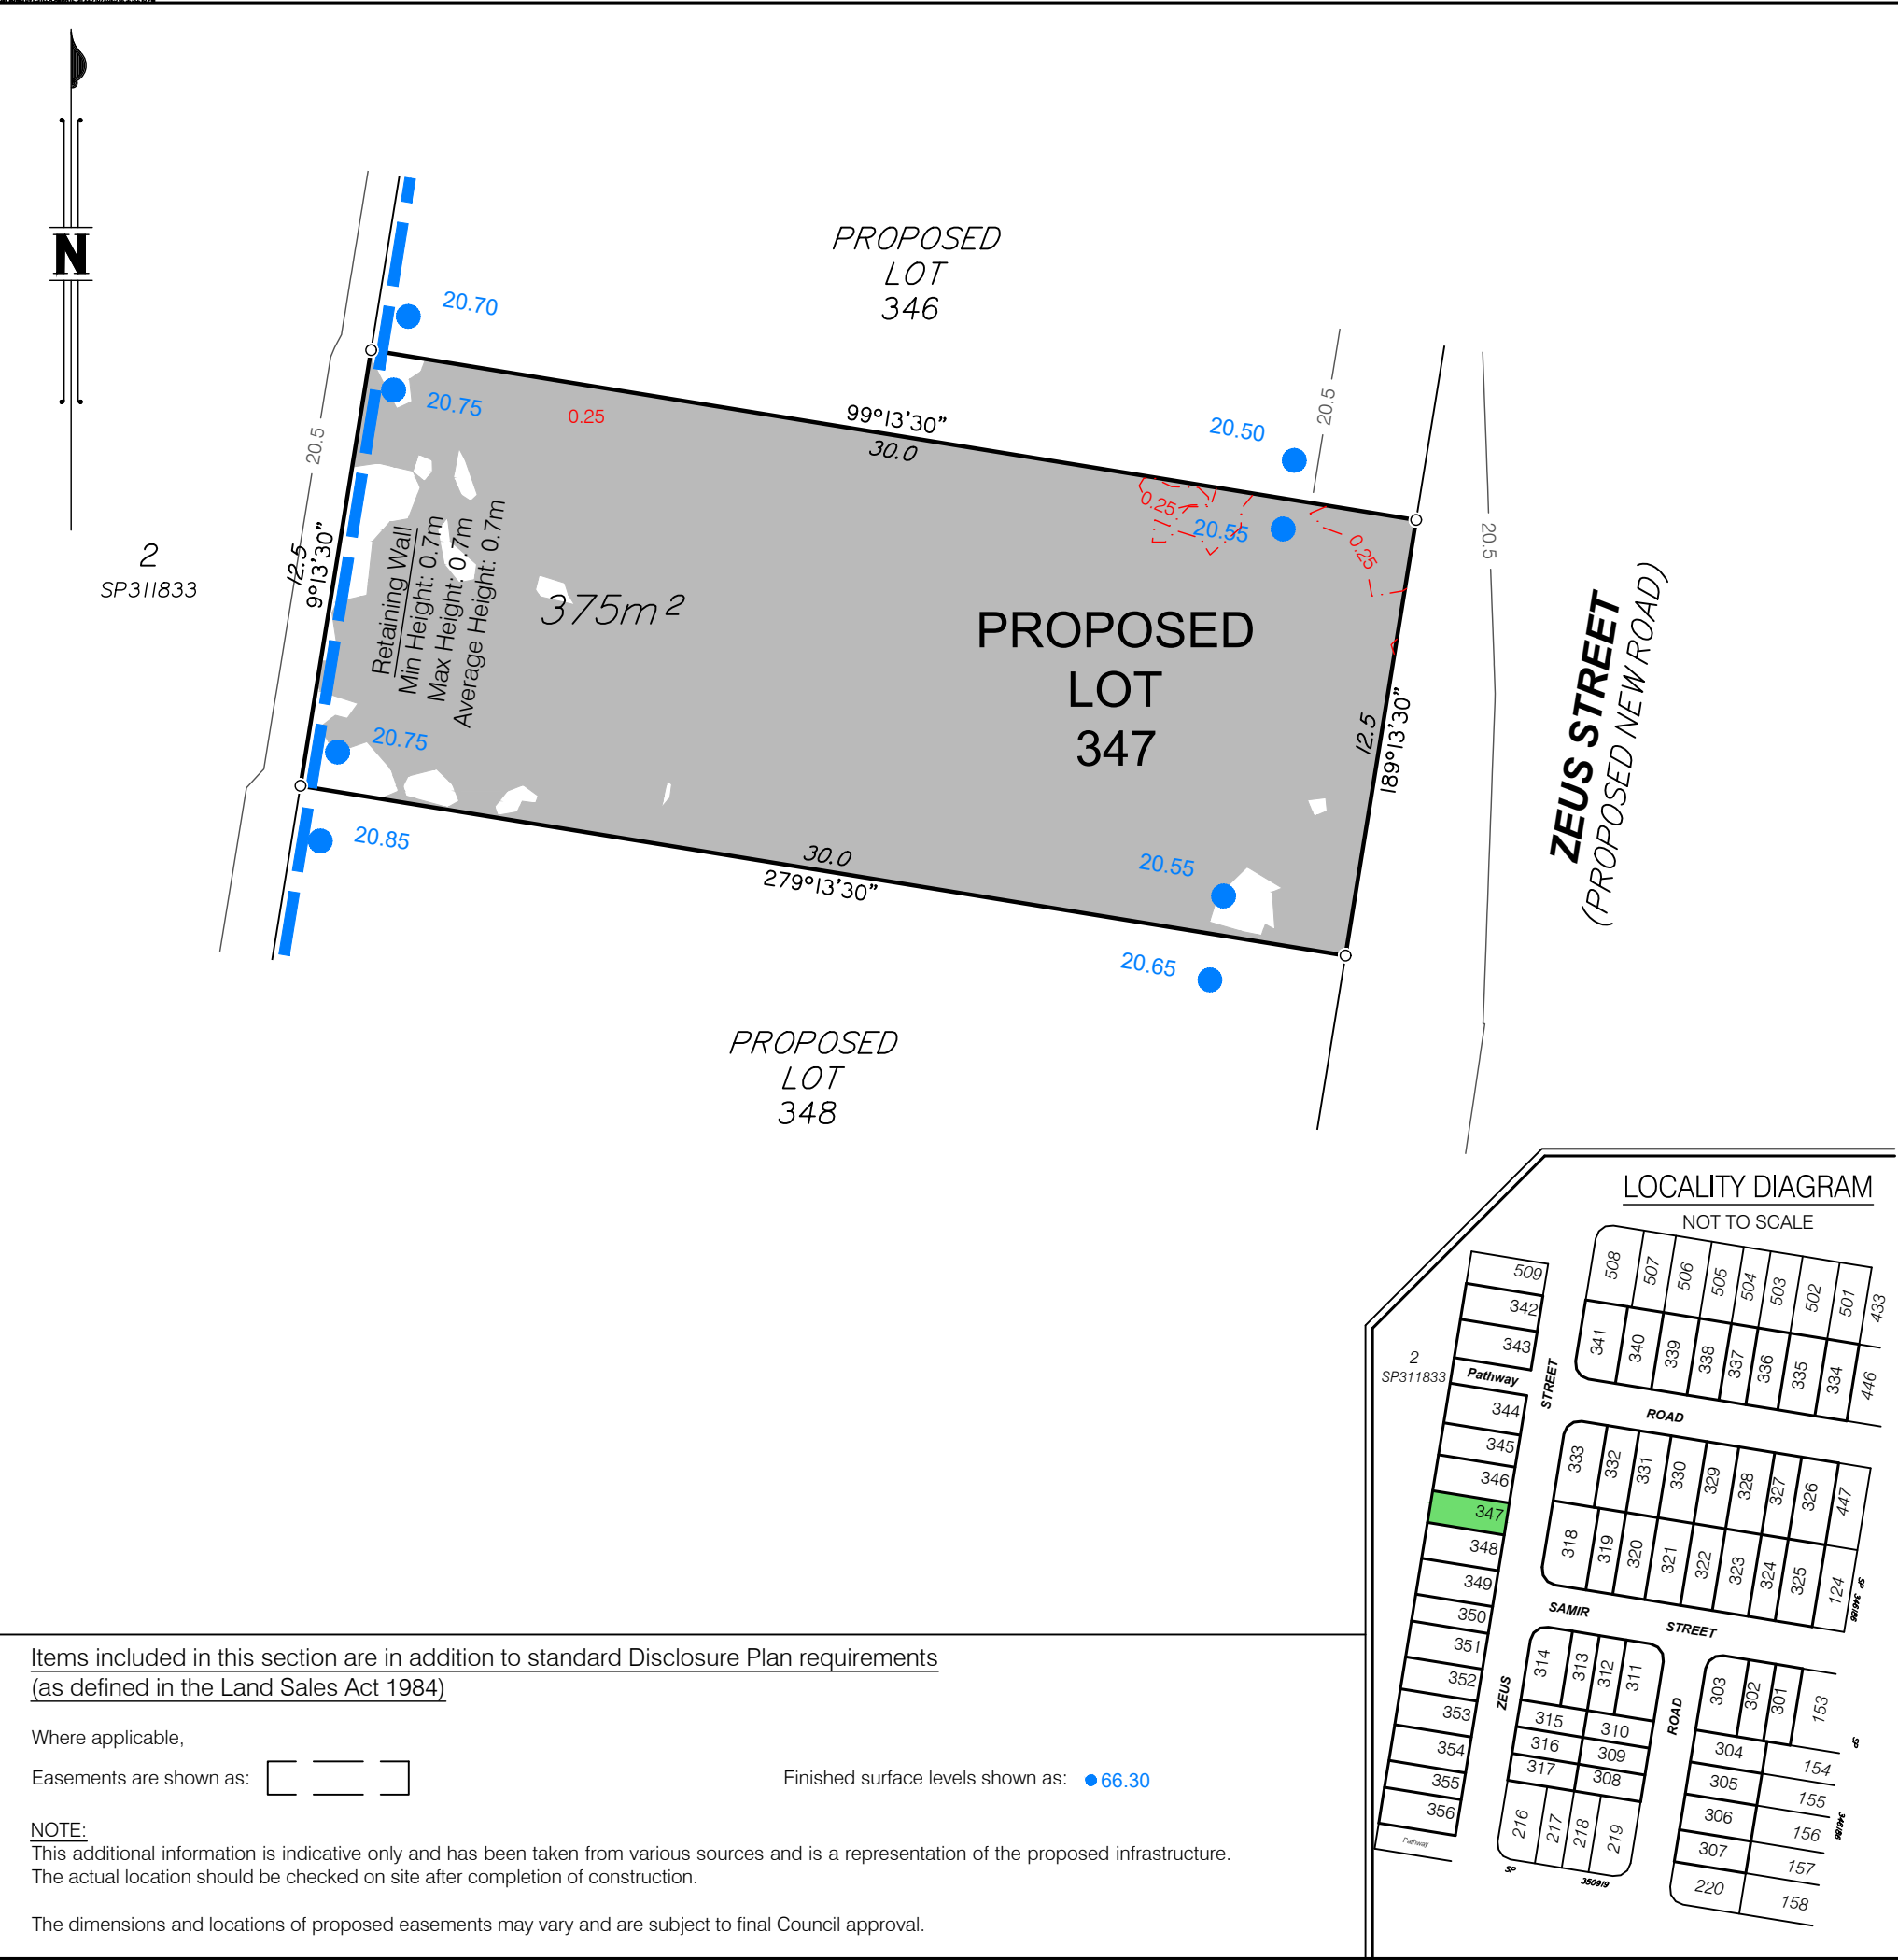 N
PROPOSED
LOT
346
20.70
20.75
0.25
99°13'30"
30.0
20.50
20.5
20.5
20.5
0.25
20.55
0.25
2
SP311833
12.5
9°13'30"
Retaining Wall
Min Height: 0.7m
Max Height: 0.7m
Average Height: 0.7m
375m²
PROPOSED
LOT
347
12.5
189°13'30"
ZEUS STREET
(PROPOSED NEW ROAD)
20.75
20.85
30.0
279°13'30"
20.55
20.65
PROPOSED
LOT
348
LOCALITY DIAGRAM
NOT TO SCALE
508
507
506
505
504
503
502
501
433
509
342
343
341
340
339
338
337
336
335
334
446
2
SP311833
Pathway
STREET
ROAD
344
345
346
347
348
349
350
351
352
353
354
355
356
Pathway
333
332
331
330
329
328
327
326
447
318
319
320
321
322
323
324
325
124
SP 346186
SAMIR
STREET
ZEUS
ROAD
314
313
312
311
315
310
316
309
317
308
216
217
218
219
SP
350919
303
302
301
153
SP
304
154
305
155
306
156
346186
307
157
220
158
Items included in this section are in addition to standard Disclosure Plan requirements
(as defined in the Land Sales Act 1984)
Where applicable,
Easements are shown as:
Finished surface levels shown as: 66.30
NOTE:
This additional information is indicative only and has been taken from various sources and is a representation of the proposed infrastructure.
The actual location should be checked on site after completion of construction.
The dimensions and locations of proposed easements may vary and are subject to final Council approval.